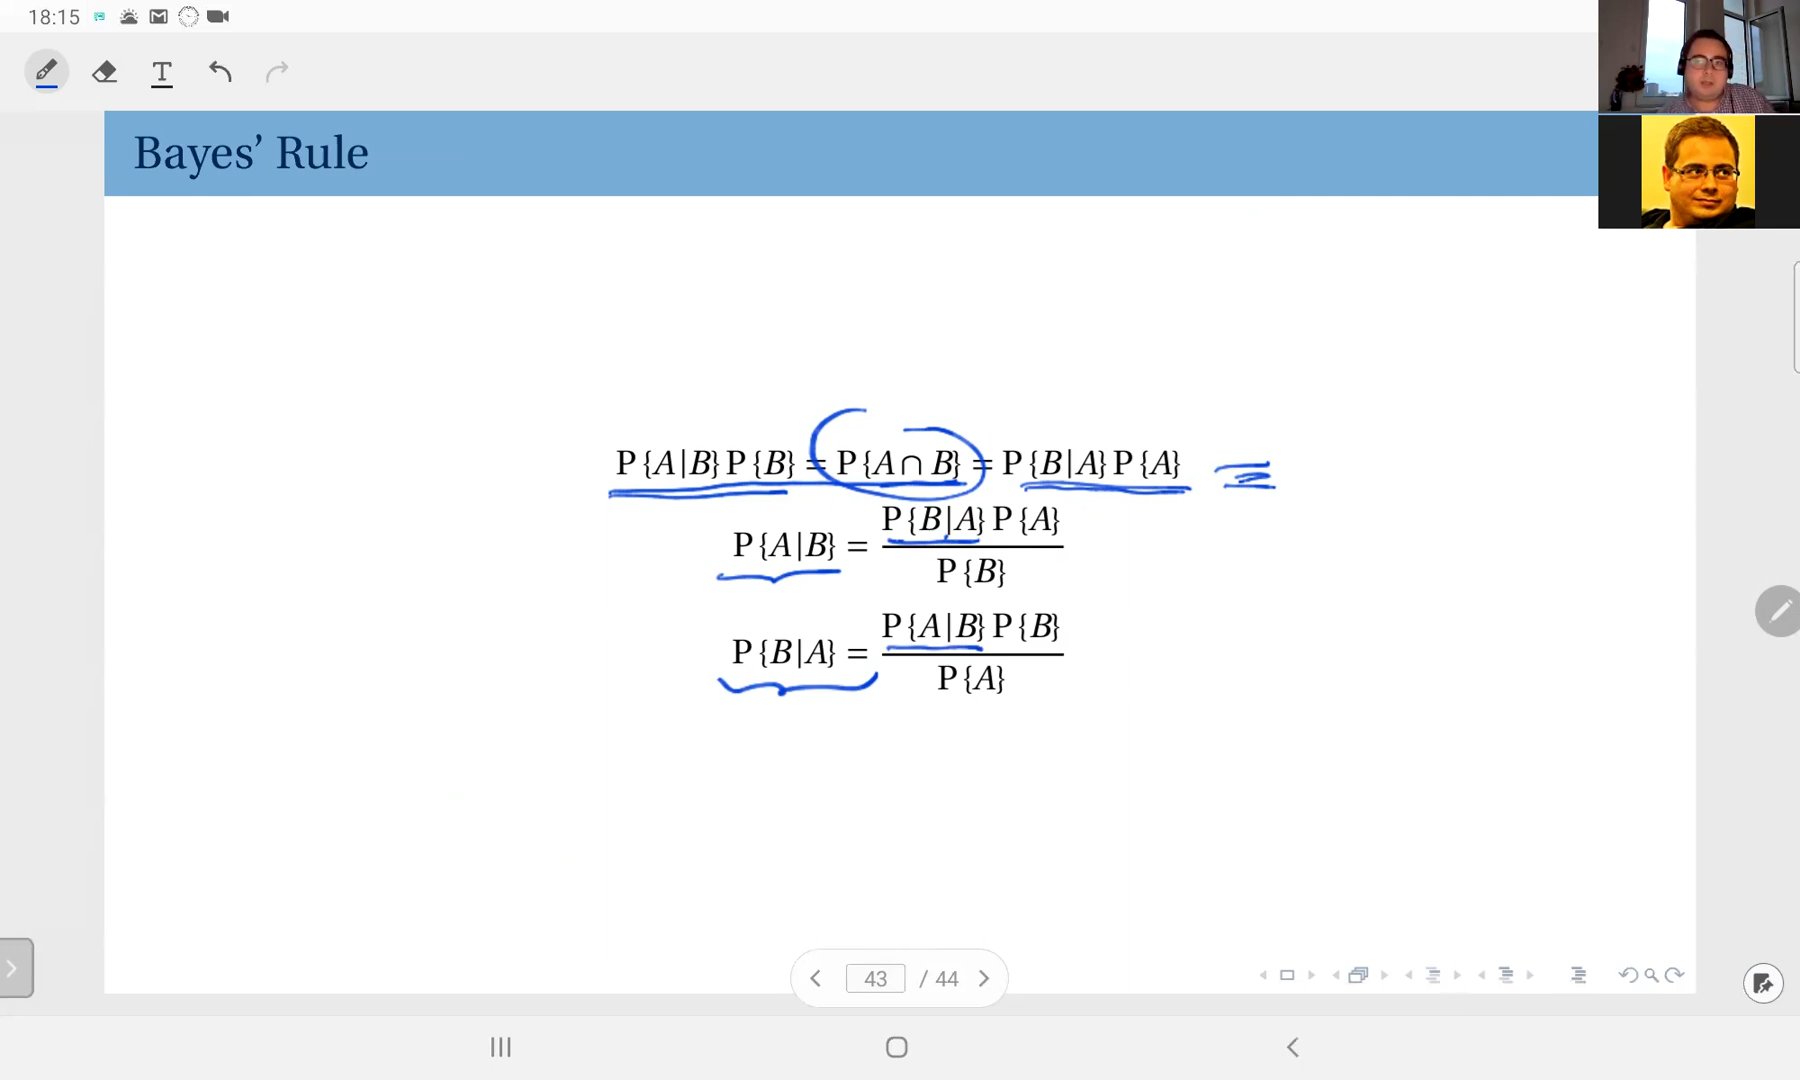 18:15
T
Bayes’ Rule
P{A|B}P{B} = P{A∩B} = P{B|A}P{A}
P{A|B} = P{B|A}P{A} / P{B}
P{B|A} = P{A|B}P{B} / P{A}
43 / 44